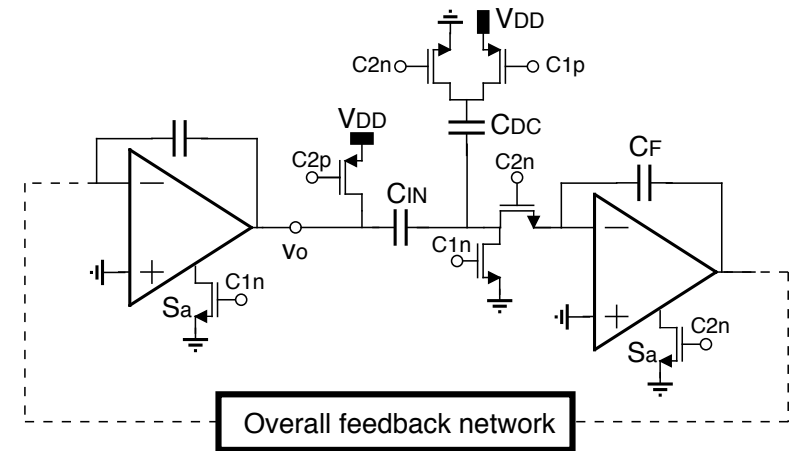 VDD
C2n
C1p
VDD
CDC
C2p
CIN
C2n
CF
−
vo
C1n
−
+
C1n
Sa
+
C2n
Sa
Overall feedback network